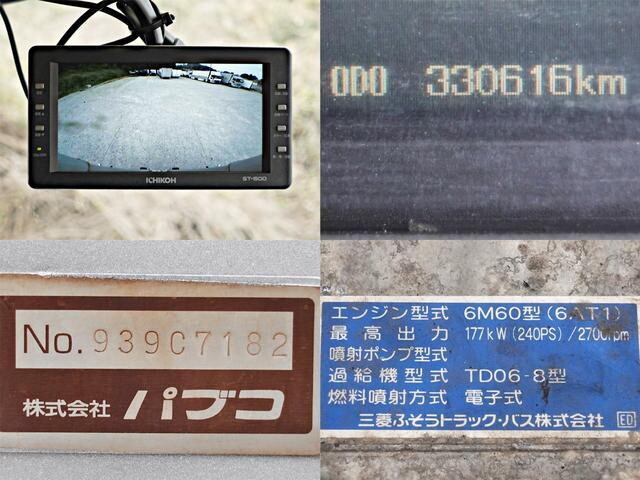 ICHIKOH
ST-500
ODO 330616km
No. 939C7182
株式会社 パブコ
エンジン型式 6M60型(6AT1)
最高出力 177kW(240PS)/2700rpm
噴射ポンプ型式
過給機型式 TD06-8型
燃料噴射方式 電子式
三菱ふそうトラック・バス株式会社 ED